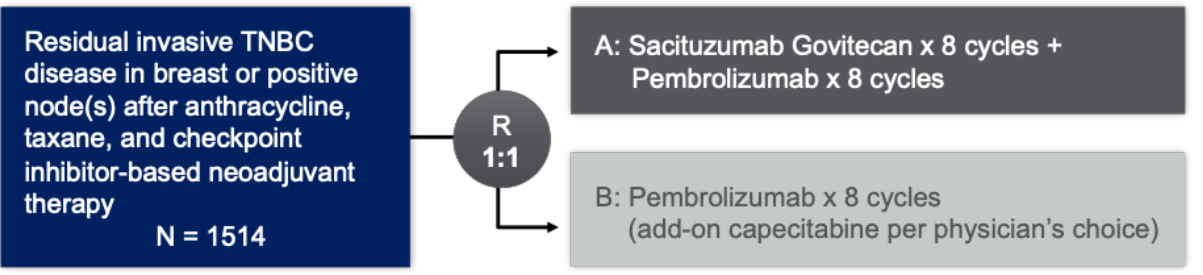 Residual invasive TNBC
disease in breast or positive
node(s) after anthracycline,
taxane, and checkpoint
inhibitor-based neoadjuvant
therapy
N = 1514
R
1:1
A: Sacituzumab Govitecan x 8 cycles +
Pembrolizumab x 8 cycles
B: Pembrolizumab x 8 cycles
(add-on capecitabine per physician’s choice)